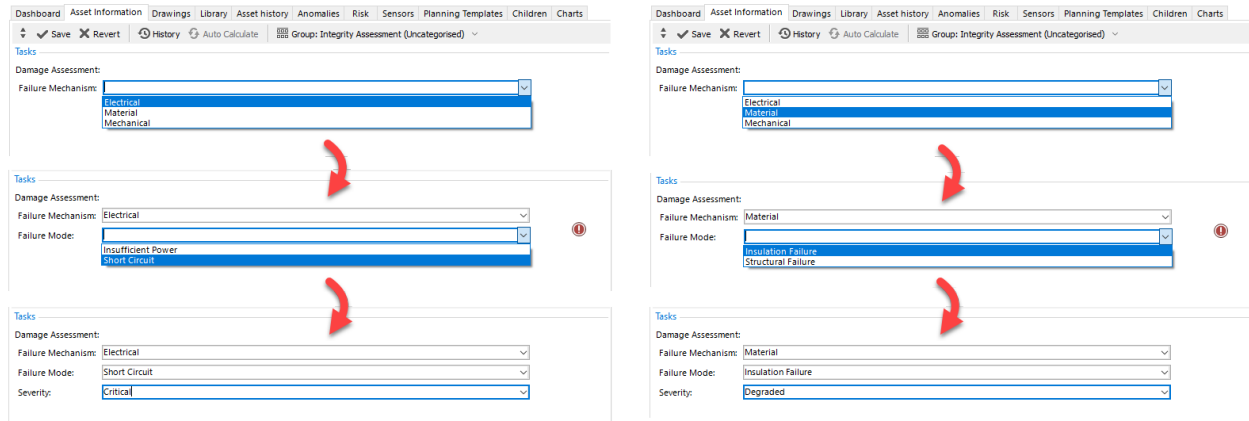 Dashboard Asset Information Drawings Library Asset history Anomalies Risk Sensors Planning Templates Children Charts
Save Revert History Auto Calculate Group: Integrity Assessment (Uncategorised)
Tasks
Damage Assessment:
Failure Mechanism:
Electrical
Material
Mechanical
Tasks
Damage Assessment:
Failure Mechanism: Electrical
Failure Mode:
Insufficient Power
Short Circuit
Tasks
Damage Assessment:
Failure Mechanism: Electrical
Failure Mode: Short Circuit
Severity: Critical
Dashboard Asset Information Drawings Library Asset history Anomalies Risk Sensors Planning Templates Children Charts
Save Revert History Auto Calculate Group: Integrity Assessment (Uncategorised)
Tasks
Damage Assessment:
Failure Mechanism:
Electrical
Material
Mechanical
Tasks
Damage Assessment:
Failure Mechanism: Material
Failure Mode:
Insulation Failure
Structural Failure
Tasks
Damage Assessment:
Failure Mechanism: Material
Failure Mode: Insulation Failure
Severity: Degraded